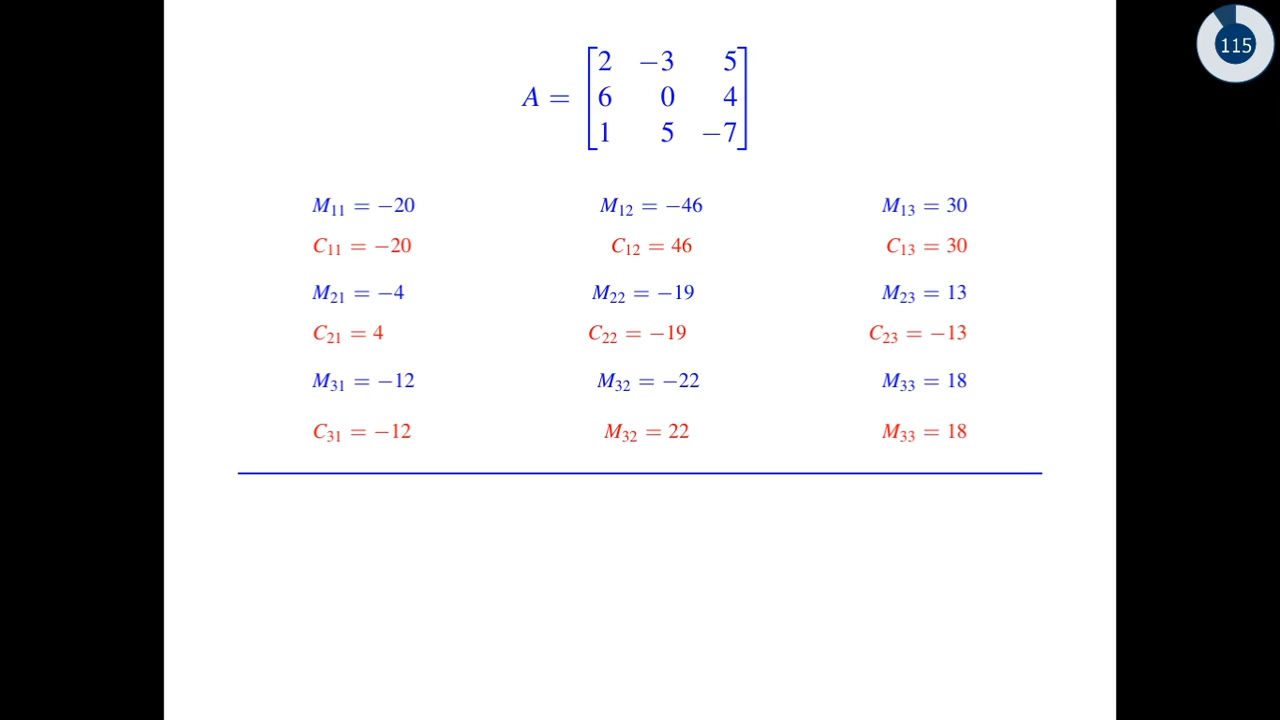 115
A = [2 −3 5
6 0 4
1 5 −7]
M₁₁ = −20 M₁₂ = −46 M₁₃ = 30
C₁₁ = −20 C₁₂ = 46 C₁₃ = 30
M₂₁ = −4 M₂₂ = −19 M₂₃ = 13
C₂₁ = 4 C₂₂ = −19 C₂₃ = −13
M₃₁ = −12 M₃₂ = −22 M₃₃ = 18
C₃₁ = −12 M₃₂ = 22 M₃₃ = 18